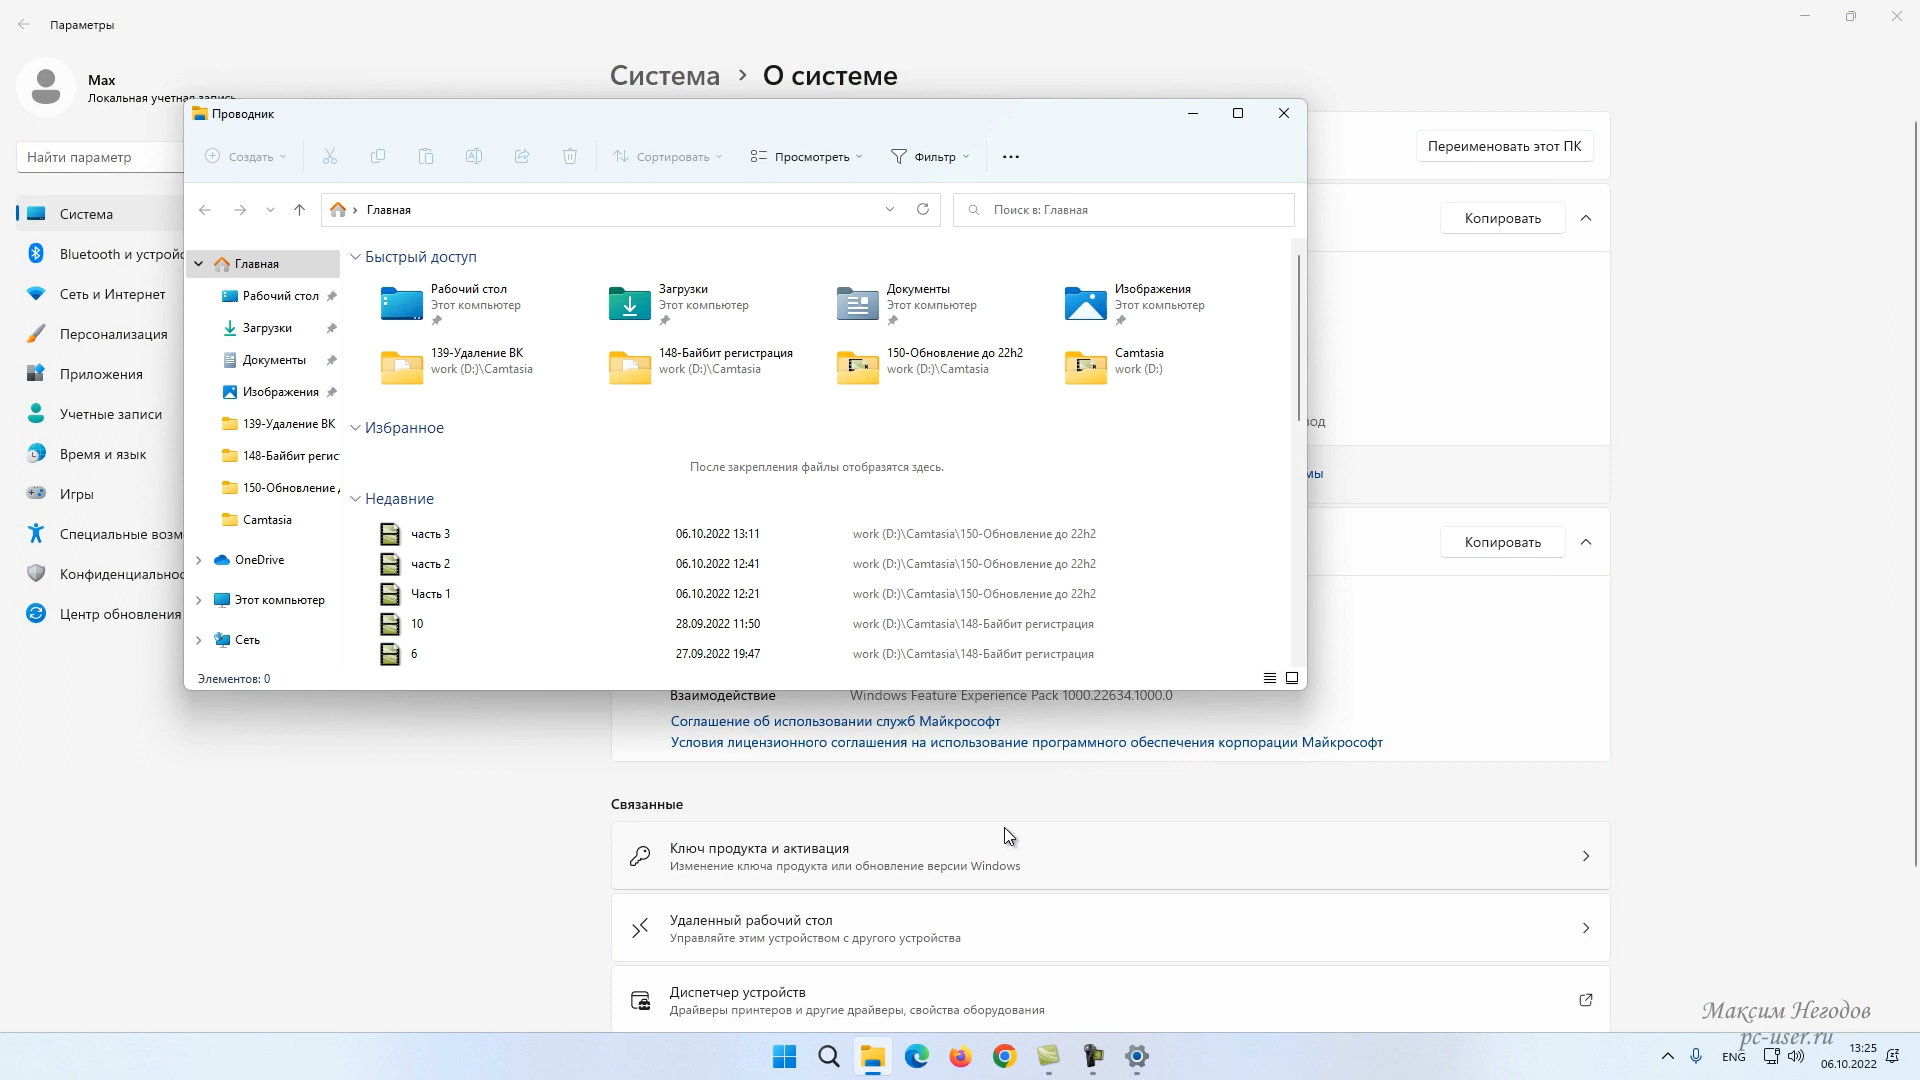 Параметры
Max
Локальная учетная запись
Найти параметр
Система
Bluetooth и устройс
Сеть и Интернет
Персонализация
Приложения
Учетные записи
Время и язык
Игры
Специальные возм
Конфиденциальнос
Центр обновления
Система > О системе
Переименовать этот ПК
Копировать
вод
мы
Копировать
Проводник
Создать
Сортировать
Просмотреть
Фильтр
Главная
Поиск в: Главная
Главная
Рабочий стол
Загрузки
Документы
Изображения
139-Удаление ВК
148-Байбит регис
150-Обновление
Camtasia
OneDrive
Этот компьютер
Сеть
Быстрый доступ
Рабочий стол
Этот компьютер
Загрузки
Этот компьютер
Документы
Этот компьютер
Изображения
Этот компьютер
139-Удаление ВК
work (D:)\Camtasia
148-Байбит регистрация
work (D:)\Camtasia
150-Обновление до 22h2
work (D:)\Camtasia
Camtasia
work (D:)
Избранное
После закрепления файлы отобразятся здесь.
Недавние
часть 3 06.10.2022 13:11 work (D:)\Camtasia\150-Обновление до 22h2
часть 2 06.10.2022 12:41 work (D:)\Camtasia\150-Обновление до 22h2
Часть 1 06.10.2022 12:21 work (D:)\Camtasia\150-Обновление до 22h2
10 28.09.2022 11:50 work (D:)\Camtasia\148-Байбит регистрация
6 27.09.2022 19:47 work (D:)\Camtasia\148-Байбит регистрация
Элементов: 0
Взаимодействие Windows Feature Experience Pack 1000.22634.1000.0
Соглашение об использовании служб Майкрософт
Условия лицензионного соглашения на использование программного обеспечения корпорации Майкрософт
Связанные
Ключ продукта и активация
Изменение ключа продукта или обновление версии Windows
Удаленный рабочий стол
Управляйте этим устройством с другого устройства
Диспетчер устройств
Драйверы принтеров и другие драйверы, свойства оборудования
Максим Негодов
pc-user.ru
ENG
13:25
06.10.2022